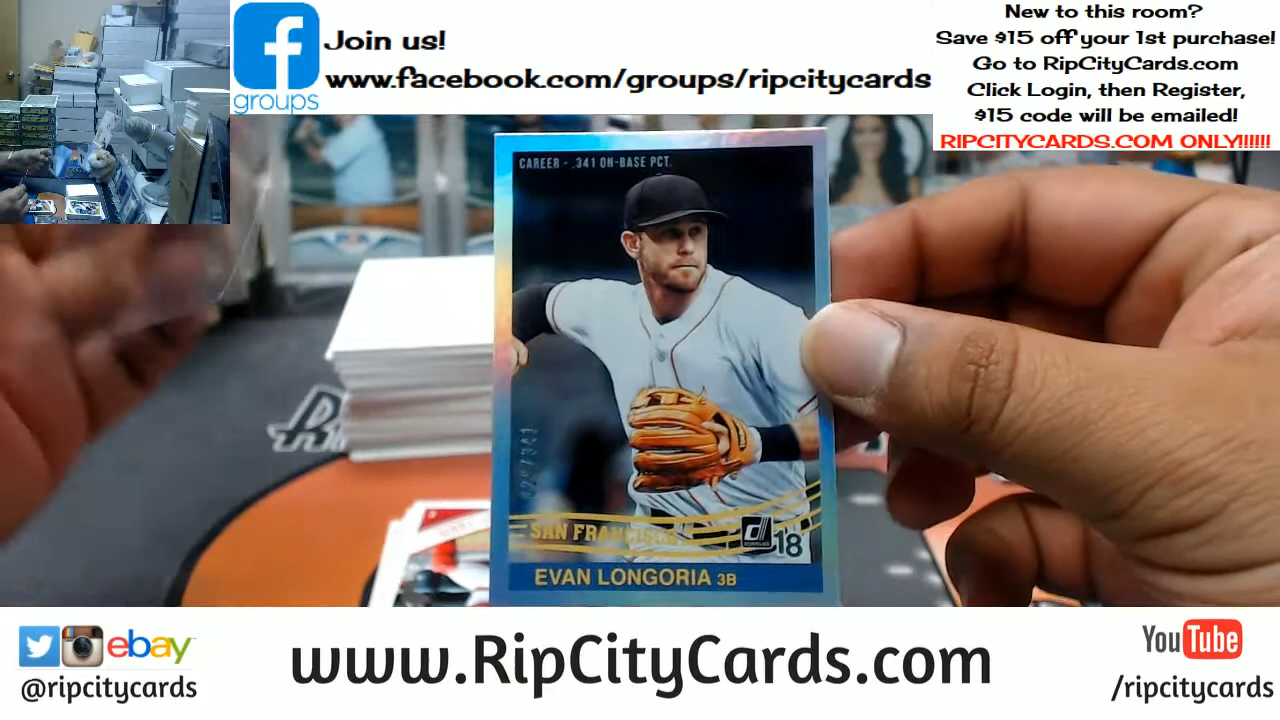 Join us!
www.facebook.com/groups/ripcitycards
groups
New to this room?
Save $15 off your 1st purchase!
Go to RipCityCards.com
Click Login, then Register,
$15 code will be emailed!
RIPCITYCARDS.COM ONLY!!!!!!
CAREER - .341 ON-BASE PCT.
SAN FRANCISCO
18
EVAN LONGORIA 3B
ebay
@ripcitycards
www.RipCityCards.com
YouTube
/ripcitycards